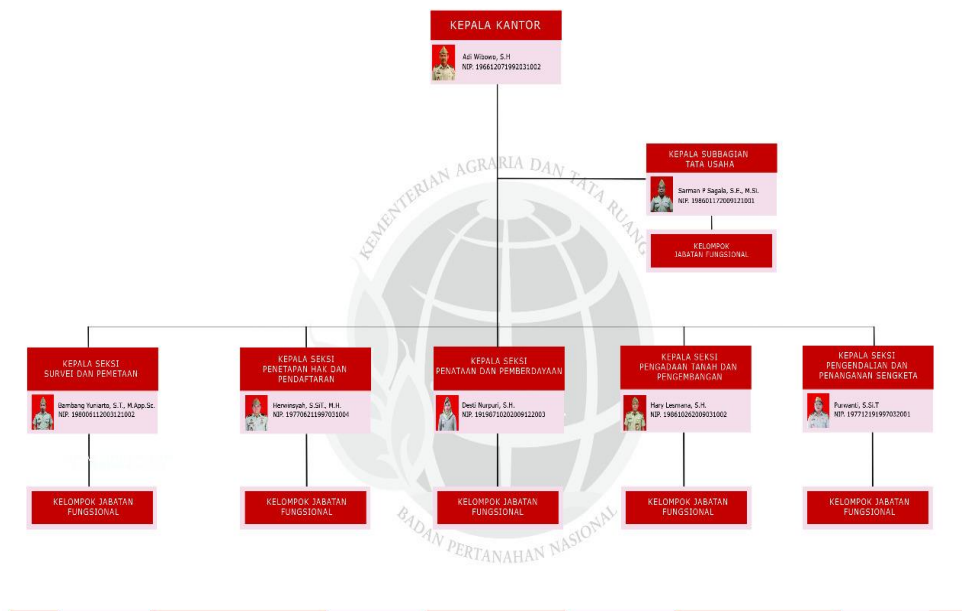 KEPALA KANTOR
Adi Wibowo, S.H
NIP. 196612071992031002
KEMENTERIAN AGRARIA DAN TATA RUANG
KEPALA SUBBAGIAN
TATA USAHA
Sarman P Sagala, S.E., M.Si.
NIP. 198601172009121001
KELOMPOK
JABATAN FUNGSIONAL
KEPALA SEKSI
SURVEI DAN PEMETAAN
Bambang Yuniarto, S.T., M.App.Sc.
NIP. 198006112003121002
KEPALA SEKSI
PENETAPAN HAK DAN
PENDAFTARAN
Herwinsyah, S.SiT., M.H.
NIP. 197706211997031004
KEPALA SEKSI
PENATAAN DAN PEMBERDAYAAN
Desti Nurpuri, S.H.
NIP. 19198710202009122003
KEPALA SEKSI
PENGADAAN TANAH DAN
PENGEMBANGAN
Hary Lesmana, S.H.
NIP. 198610262009031002
KEPALA SEKSI
PENGENDALIAN DAN
PENANGANAN SENGKETA
Purwanti, S.Si.T
NIP. 197712191997032001
KELOMPOK JABATAN
FUNGSIONAL
KELOMPOK JABATAN
FUNGSIONAL
KELOMPOK JABATAN
FUNGSIONAL
KELOMPOK JABATAN
FUNGSIONAL
KELOMPOK JABATAN
FUNGSIONAL
BADAN PERTANAHAN NASIONAL